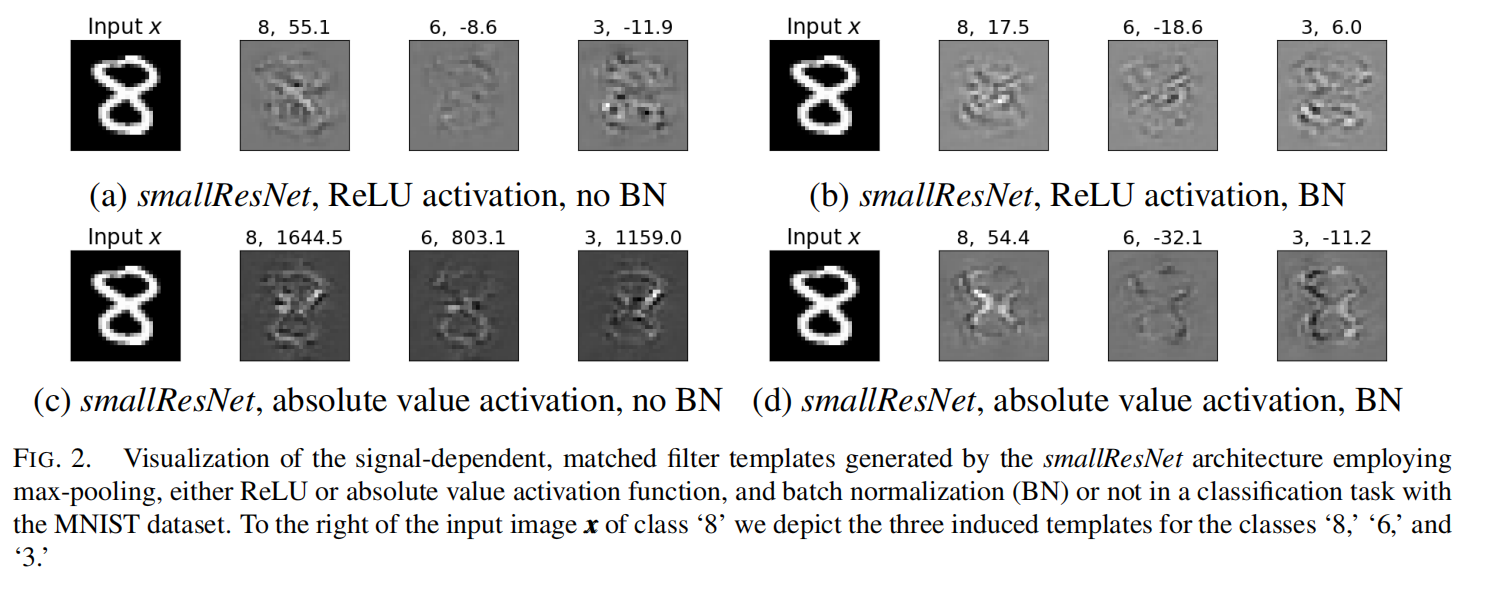 Input x 8, 55.1 6, -8.6 3, -11.9 Input x 8, 17.5 6, -18.6 3, 6.0
(a) smallResNet, ReLU activation, no BN (b) smallResNet, ReLU activation, BN
Input x 8, 1644.5 6, 803.1 3, 1159.0 Input x 8, 54.4 6, -32.1 3, -11.2
(c) smallResNet, absolute value activation, no BN (d) smallResNet, absolute value activation, BN
FIG. 2. Visualization of the signal-dependent, matched filter templates generated by the smallResNet architecture employing
max-pooling, either ReLU or absolute value activation function, and batch normalization (BN) or not in a classification task with
the MNIST dataset. To the right of the input image x of class ‘8’ we depict the three induced templates for the classes ‘8,’ ‘6,’ and
‘3.’